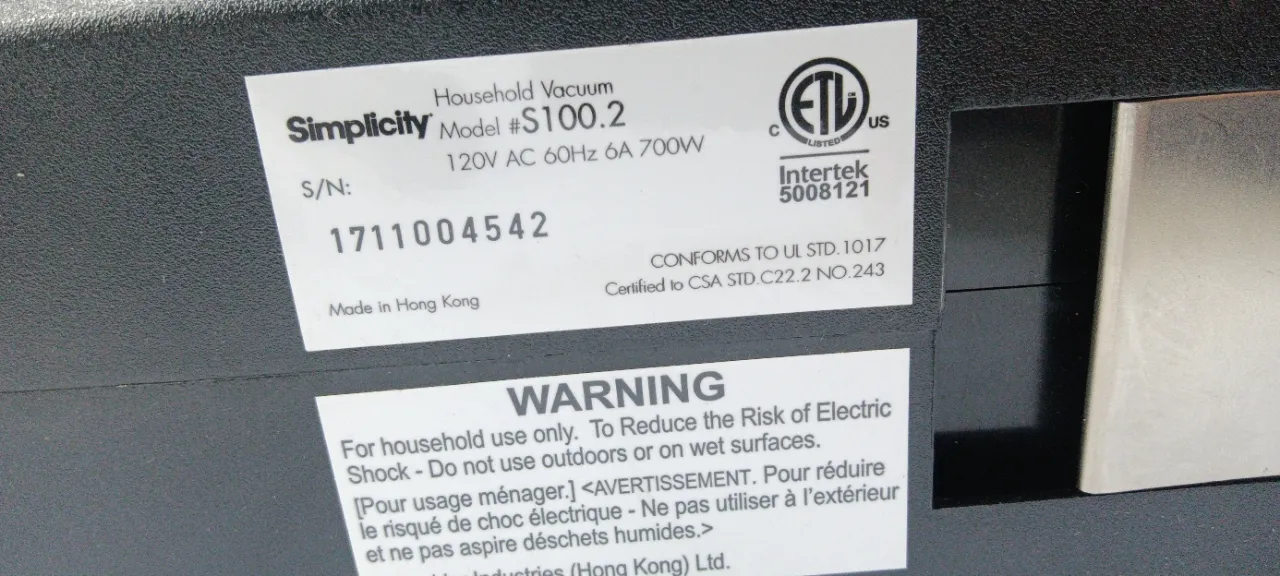 Household Vacuum
Simplicity Model #S100.2
120V AC 60Hz 6A 700W
S/N:
1711004542
Made in Hong Kong
C ETL US
LISTED
Intertek
5008121
CONFORMS TO UL STD.1017
Certified to CSA STD.C22.2 NO.243
WARNING
For household use only. To Reduce the Risk of Electric
Shock - Do not use outdoors or on wet surfaces.
[Pour usage ménager.] <AVERTISSEMENT. Pour réduire
le risqué de choc électrique - Ne pas utiliser à l'extérieur
et ne pas aspire déschets humides.>
Industries (Hong Kong) Ltd.